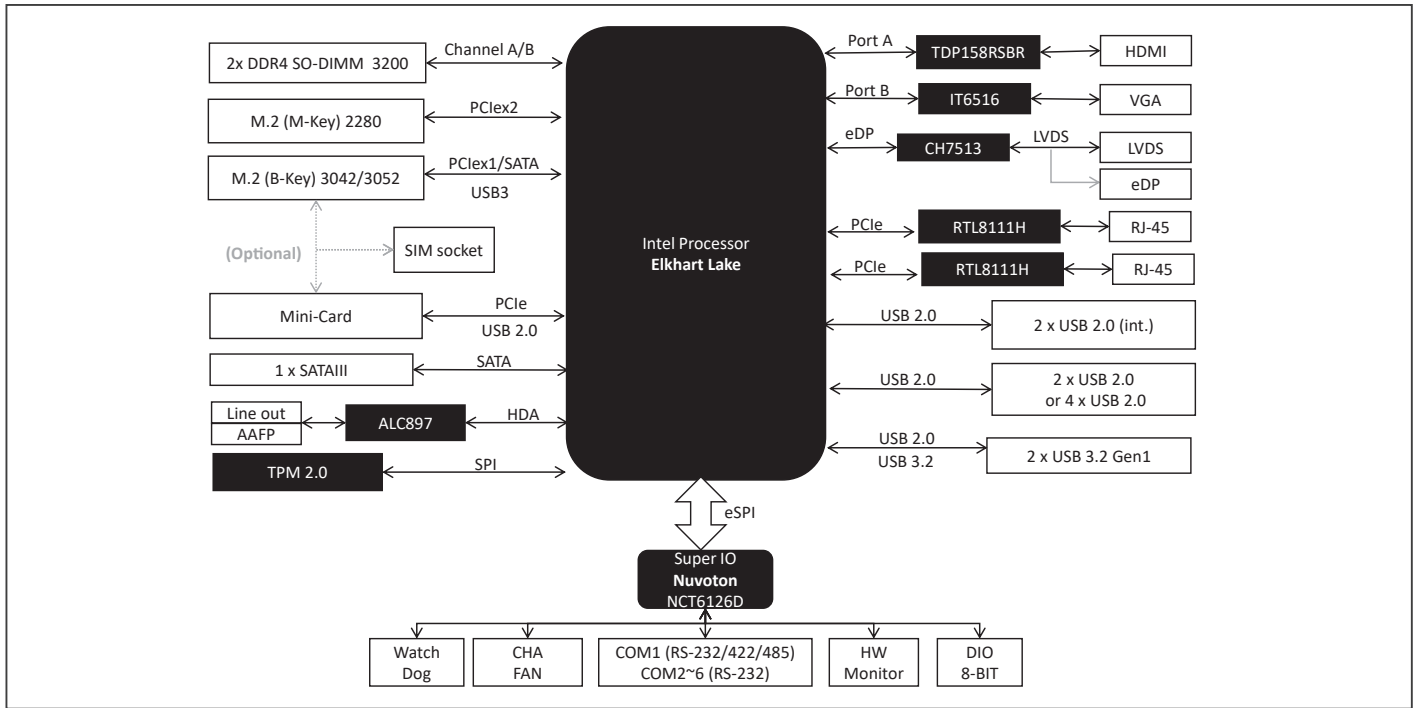 2x DDR4 SO-DIMM 3200
Channel A/B
M.2 (M-Key) 2280
PCIex2
M.2 (B-Key) 3042/3052
PCIex1/SATA
USB3
(Optional)
SIM socket
Mini-Card
PCIe
USB 2.0
1 x SATAIII
SATA
Line out
AAFP
ALC897
HDA
TPM 2.0
SPI
Intel Processor
Elkhart Lake
Port A
TDP158RSBR
HDMI
Port B
IT6516
VGA
eDP
CH7513
LVDS
LVDS
eDP
PCIe
RTL8111H
RJ-45
PCIe
RTL8111H
RJ-45
USB 2.0
2 x USB 2.0 (int.)
USB 2.0
2 x USB 2.0
or 4 x USB 2.0
USB 2.0
USB 3.2
2 x USB 3.2 Gen1
eSPI
Super IO
Nuvoton
NCT6126D
Watch
Dog
CHA
FAN
COM1 (RS-232/422/485)
COM2~6 (RS-232)
HW
Monitor
DIO
8-BIT